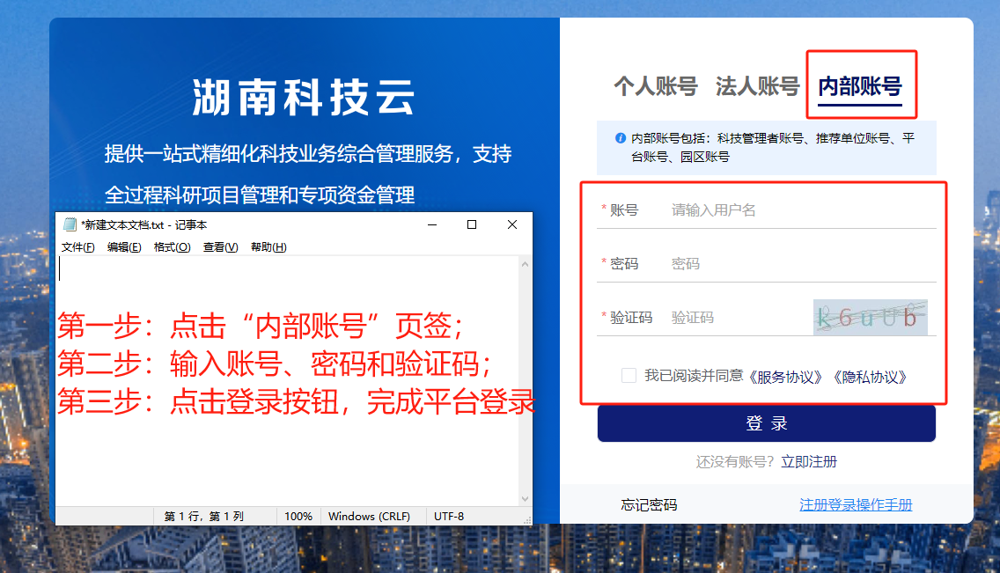 湖南科技云
提供一站式精细化科技业务综合管理服务，支持
全过程科研项目管理和专项资金管理
*新建文本文档.txt - 记事本
文件(F) 编辑(E) 格式(O) 查看(V) 帮助(H)
第一步：点击“内部账号”页签；
第二步：输入账号、密码和验证码；
第三步：点击登录按钮，完成平台登录
第 1 行，第 1 列 100% Windows (CRLF) UTF-8
个人账号 法人账号 内部账号
内部账号包括：科技管理者账号、推荐单位账号、平
台账号、园区账号
*账号 请输入用户名
*密码 密码
*验证码 验证码 k6uUb
我已阅读并同意《服务协议》《隐私协议》
登 录
还没有账号？立即注册
忘记密码 注册登录操作手册